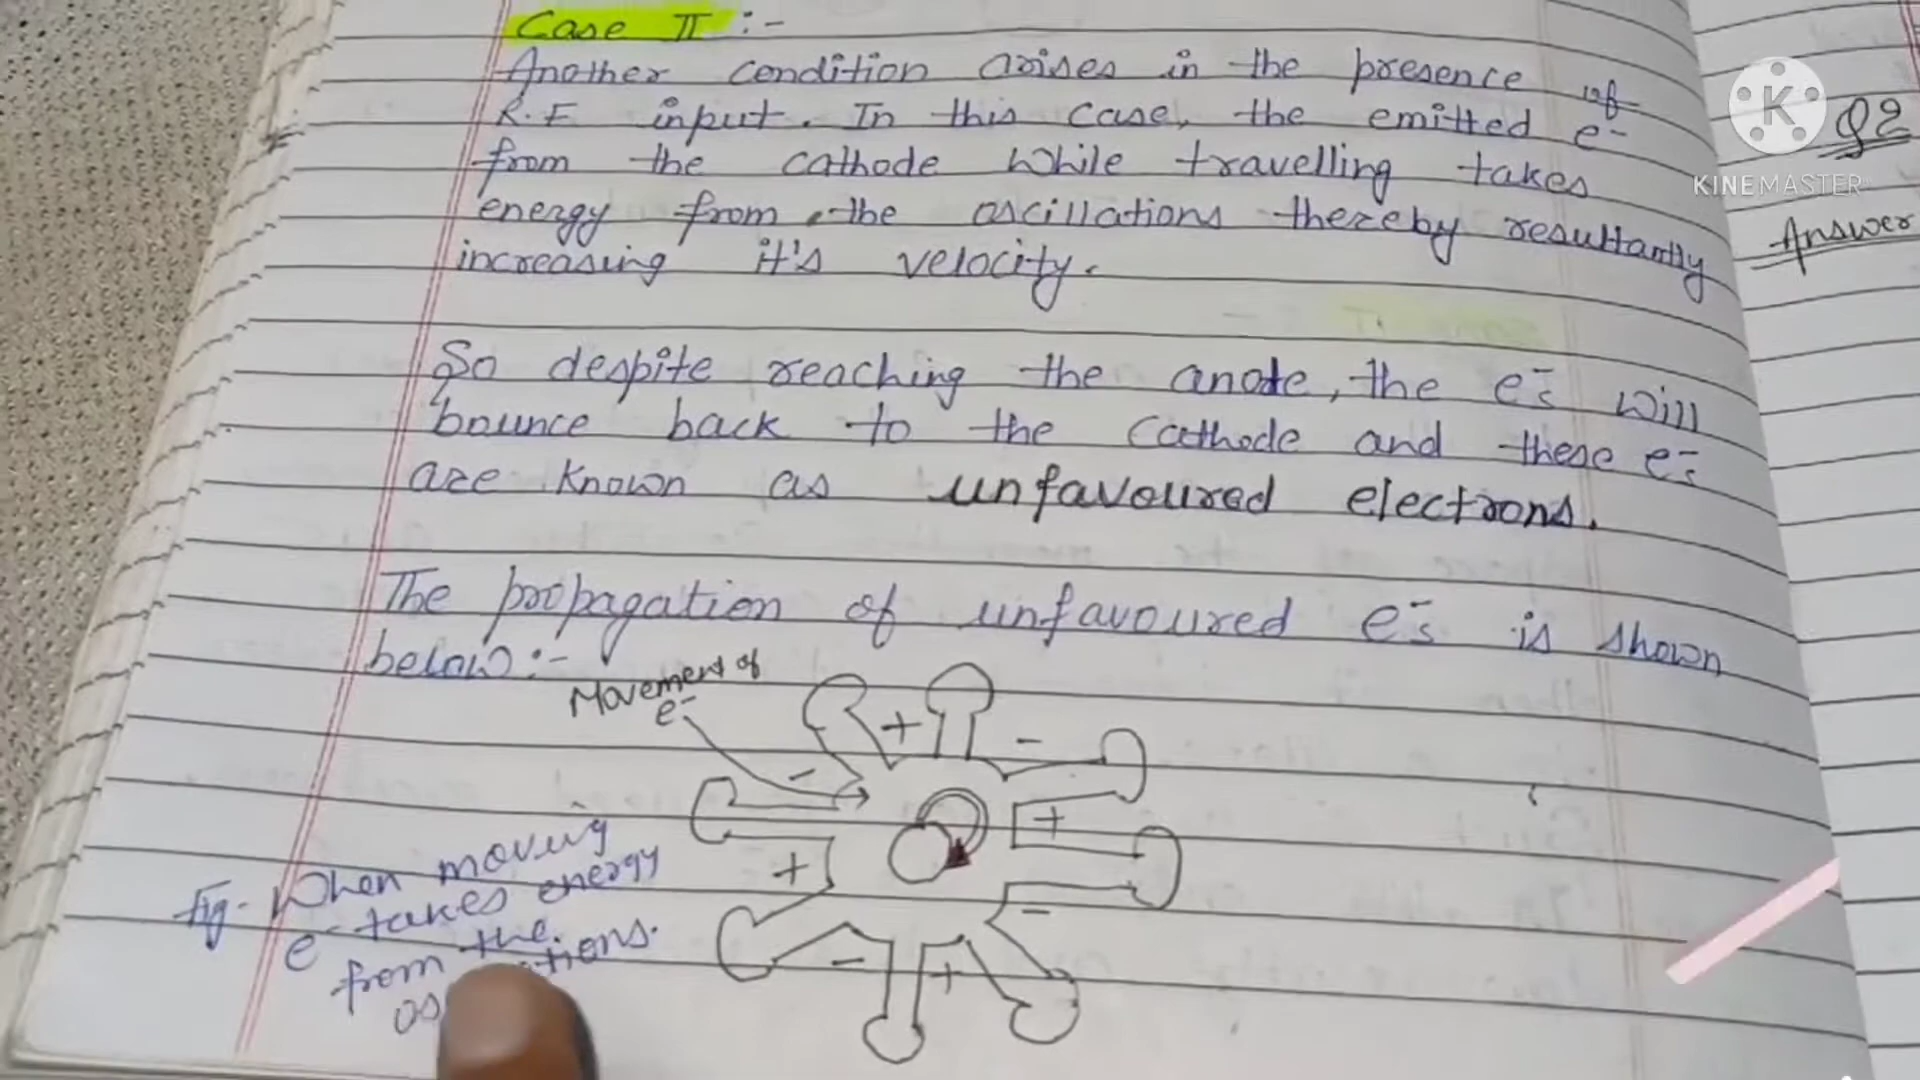 Case II :-
Another condition arises in the presence of
R.F input. In this case, the emitted e-
from the cathode while travelling takes
energy from the oscillations thereby resultantly
increasing it's velocity.
So despite reaching the anode, the e-s will
bounce back to the cathode and these e-s
are known as unfavoured electrons.
The propagation of unfavoured e-s is shown
below:-
Movement of
e-
+ -
- +
+ -
- +
Fig- When moving
e- takes energy
from the
KINEMASTER
Q2
Answer